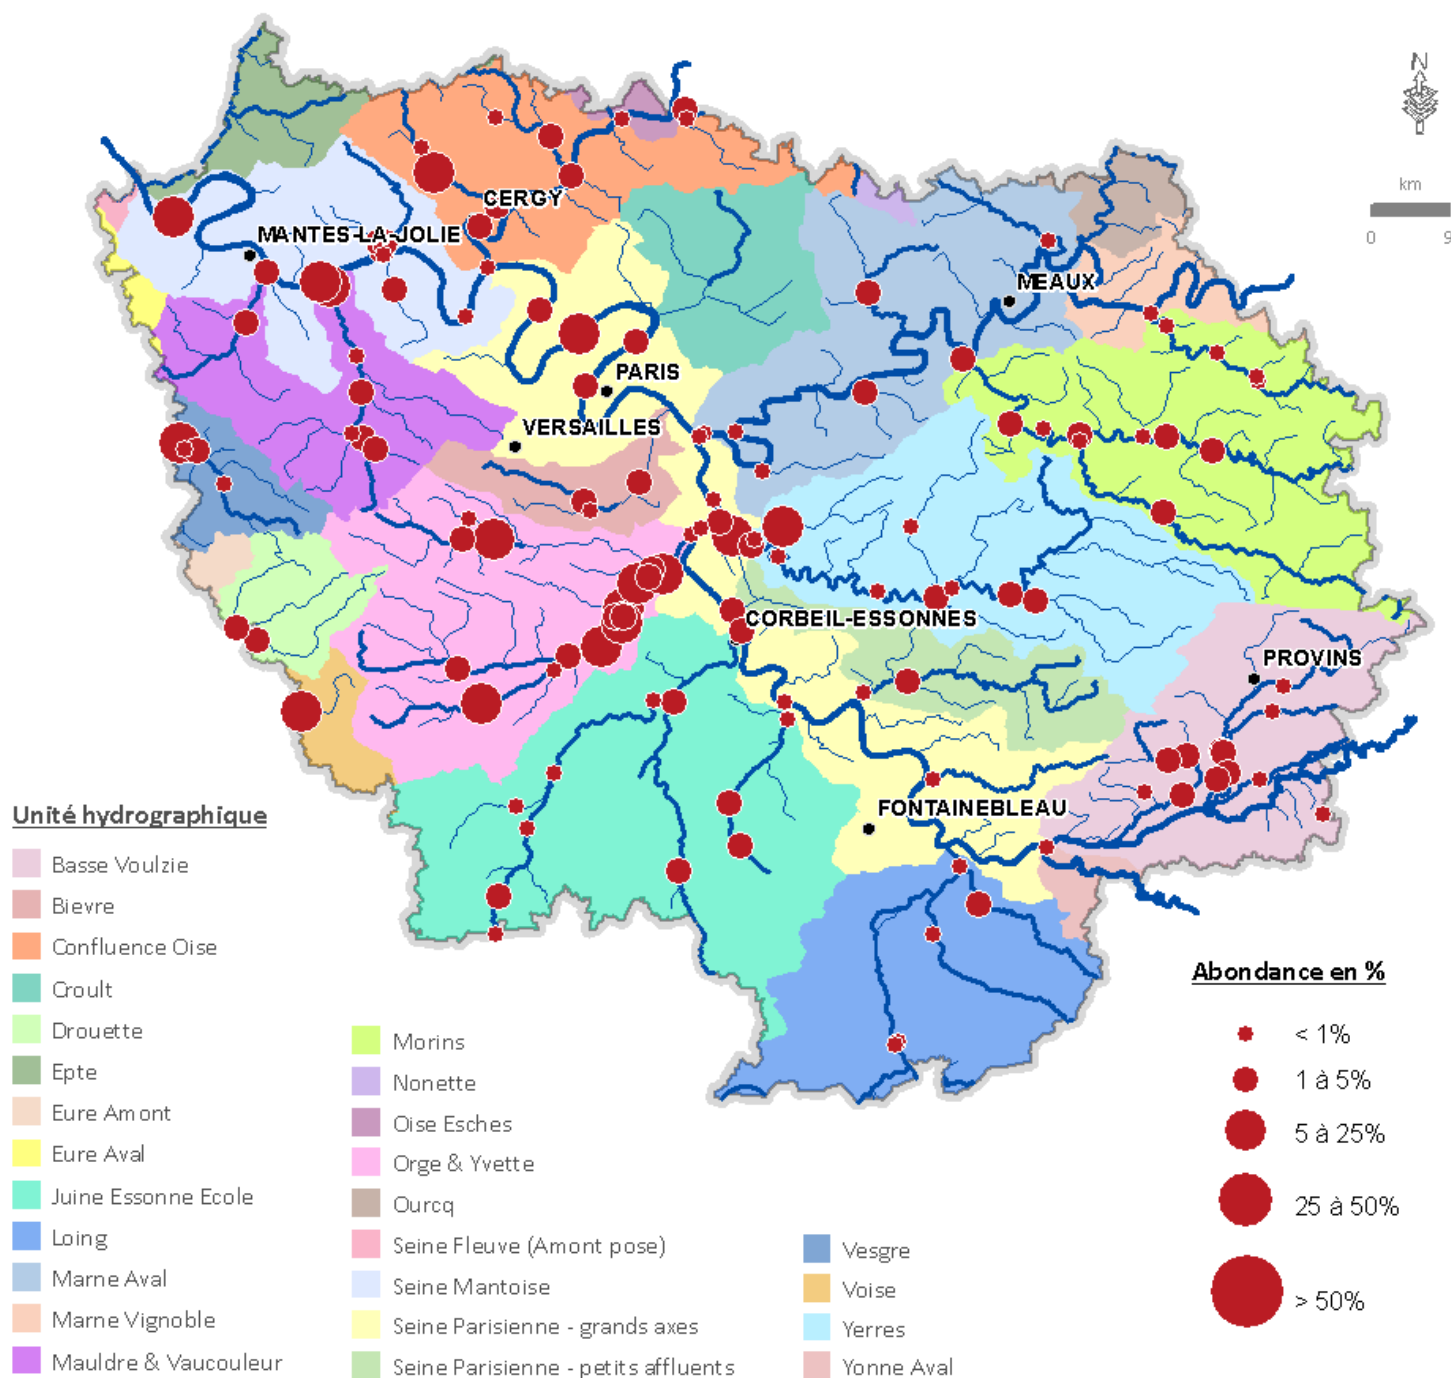 N
km
0 9
CERGY
MANTES-LA-JOLIE
MEAUX
PARIS
VERSAILLES
CORBEIL-ESSONNES
PROVINS
FONTAINEBLEAU
Unité hydrographique
Basse Voulzie
Bievre
Confluence Oise
Croult
Drouette
Epte
Eure Amont
Eure Aval
Juine Essonne Ecole
Loing
Marne Aval
Marne Vignoble
Mauldre & Vaucouleur
Morins
Nonette
Oise Esches
Orge & Yvette
Ourcq
Seine Fleuve (Amont pose)
Seine Mantoise
Seine Parisienne - grands axes
Seine Parisienne - petits affluents
Vesgre
Voise
Yerres
Yonne Aval
Abondance en %
< 1%
1 à 5%
5 à 25%
25 à 50%
> 50%